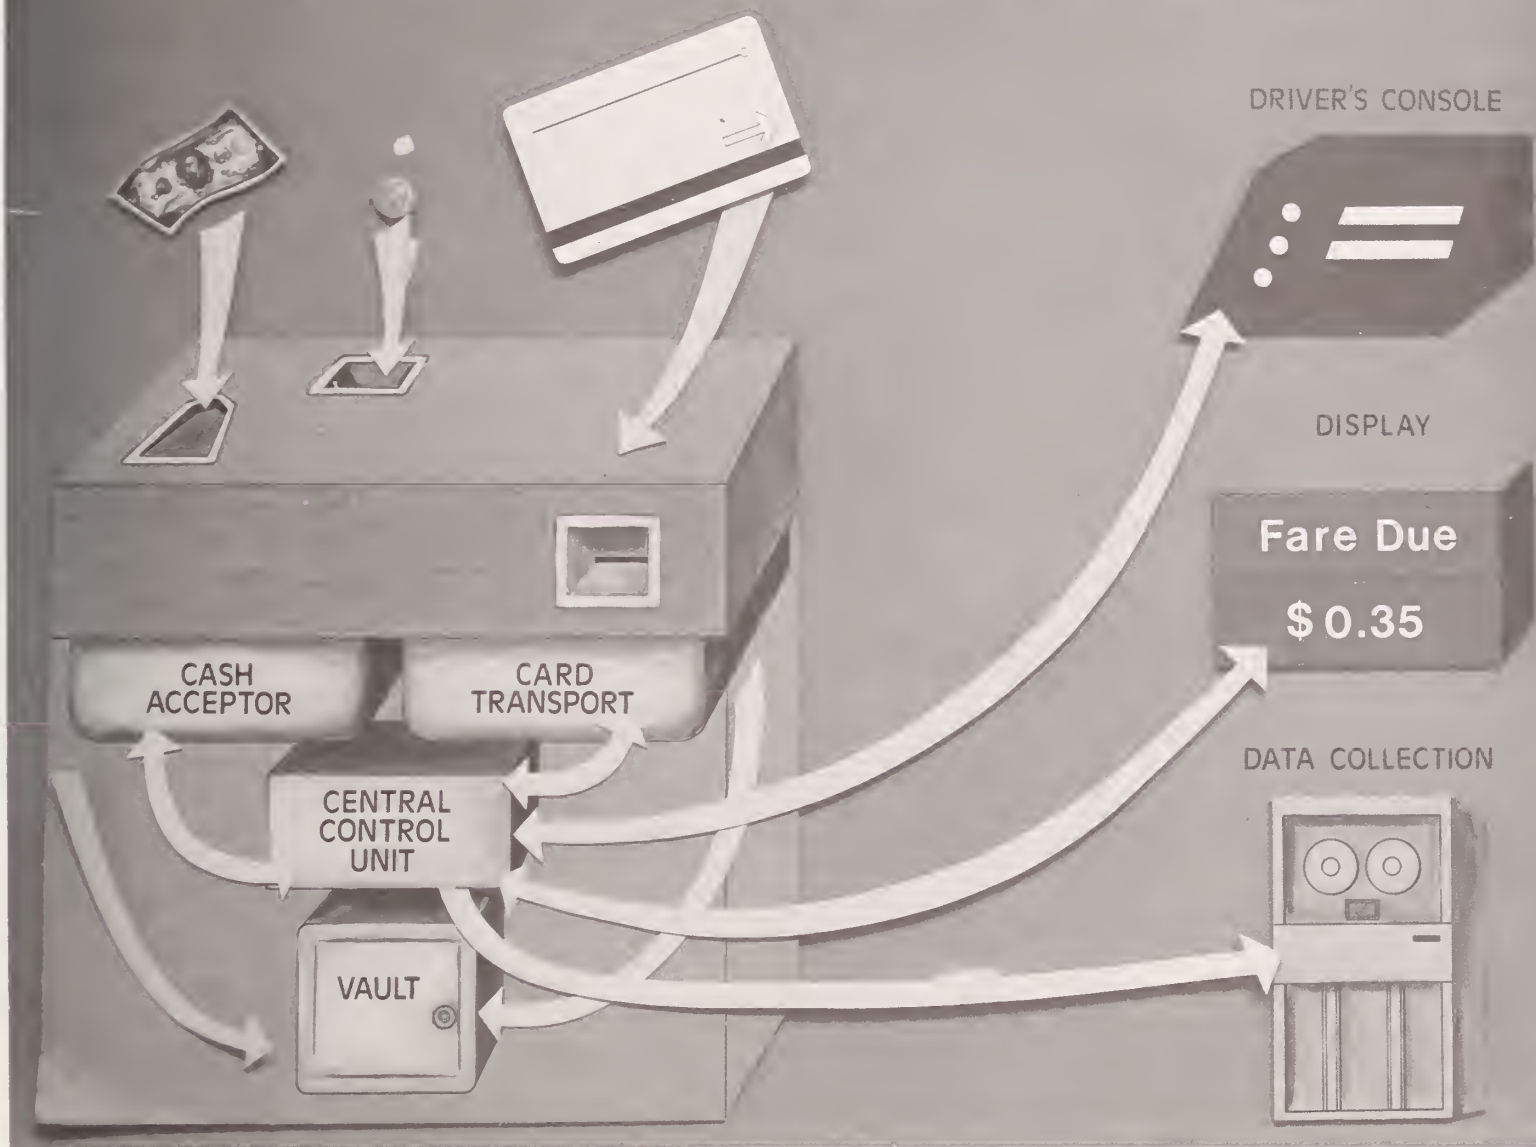 DRIVER'S CONSOLE
DISPLAY
Fare Due
$0.35
CASH
ACCEPTOR
CARD
TRANSPORT
DATA COLLECTION
CENTRAL
CONTROL
UNIT
VAULT